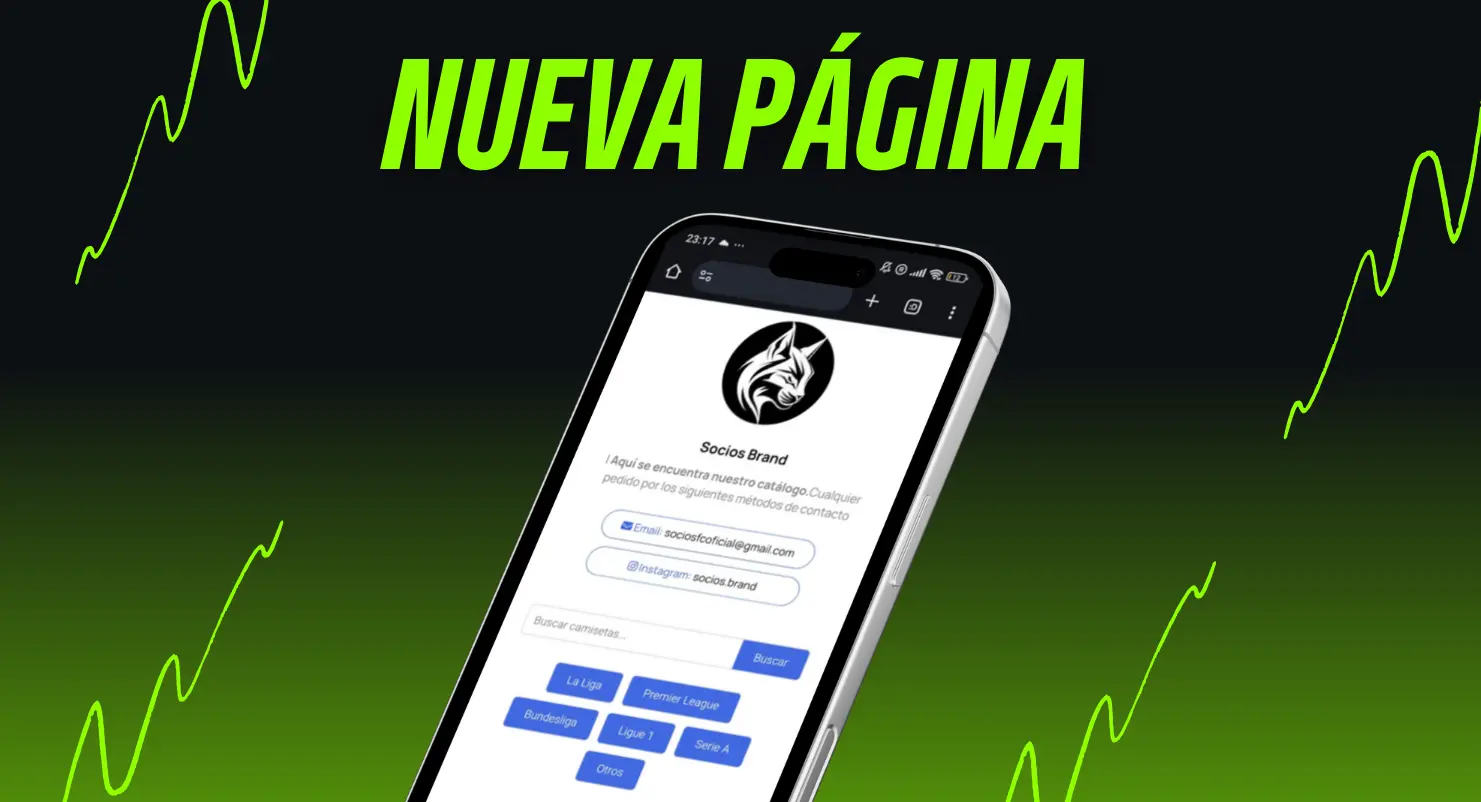 NUEVA PÁGINA
23:17
12
:D
Socios Brand
¡Aquí se encuentra nuestro catálogo.Cualquier
pedido por los siguientes métodos de contacto
Email: sociosfcoficial@gmail.com
Instagram: socios.brand
Buscar camisetas...
Buscar
La Liga
Premier League
Bundesliga
Ligue 1
Serie A
Otros